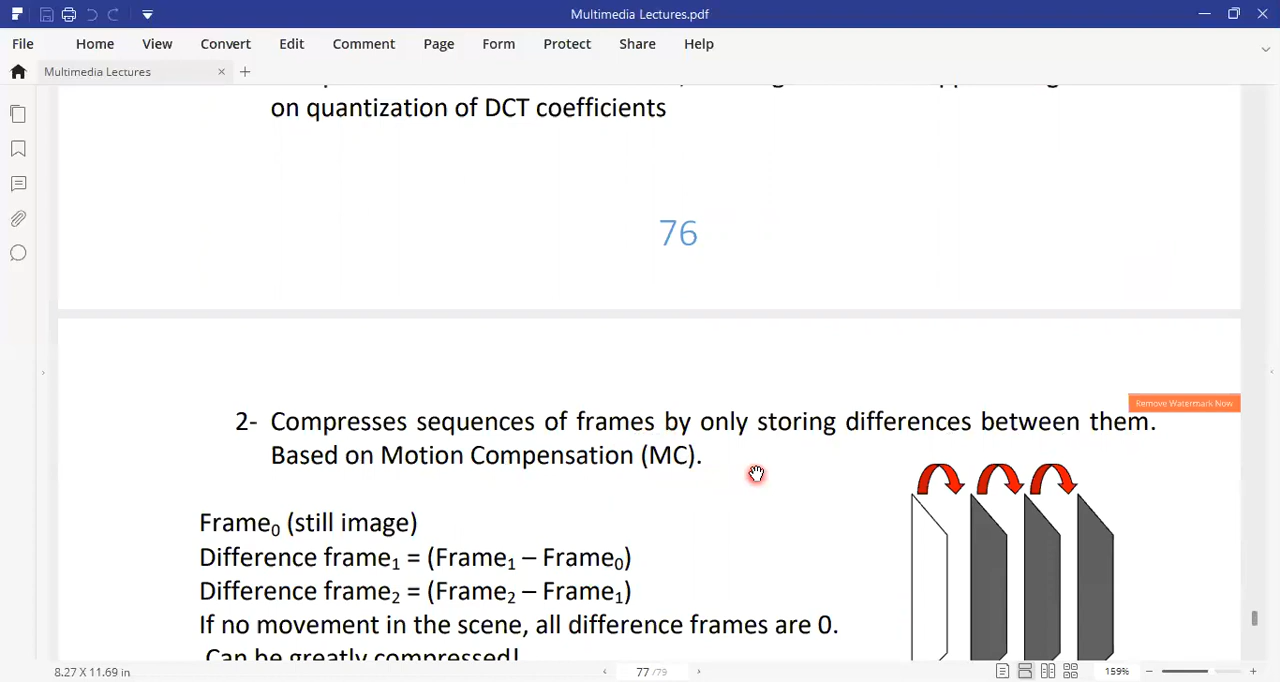 Multimedia Lectures.pdf
File Home View Convert Edit Comment Page Form Protect Share Help
Multimedia Lectures
on quantization of DCT coefficients
76
Remove Watermark Now
2- Compresses sequences of frames by only storing differences between them.
Based on Motion Compensation (MC).
Frame0 (still image)
Difference frame1 = (Frame1 – Frame0)
Difference frame2 = (Frame2 – Frame1)
If no movement in the scene, all difference frames are 0.
Can be greatly compressed!
8.27 X 11.69 in 77 /79 159%